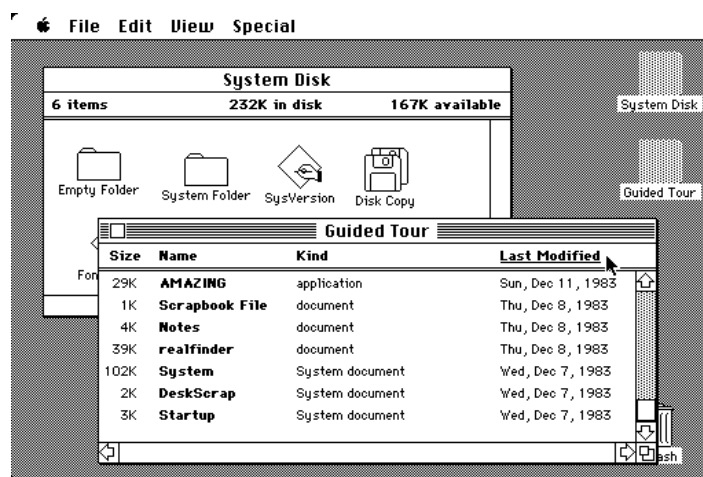 File Edit View Special
System Disk
6 items 232K in disk 167K available
System Disk
Empty Folder System Folder SysVersion Disk Copy
Guided Tour
Guided Tour
Size Name Kind Last Modified
29K AMAZING application Sun, Dec 11, 1983
1K Scrapbook File document Thu, Dec 8, 1983
4K Notes document Thu, Dec 8, 1983
39K realfinder document Thu, Dec 8, 1983
102K System System document Wed, Dec 7, 1983
2K DeskScrap System document Wed, Dec 7, 1983
3K Startup System document Wed, Dec 7, 1983